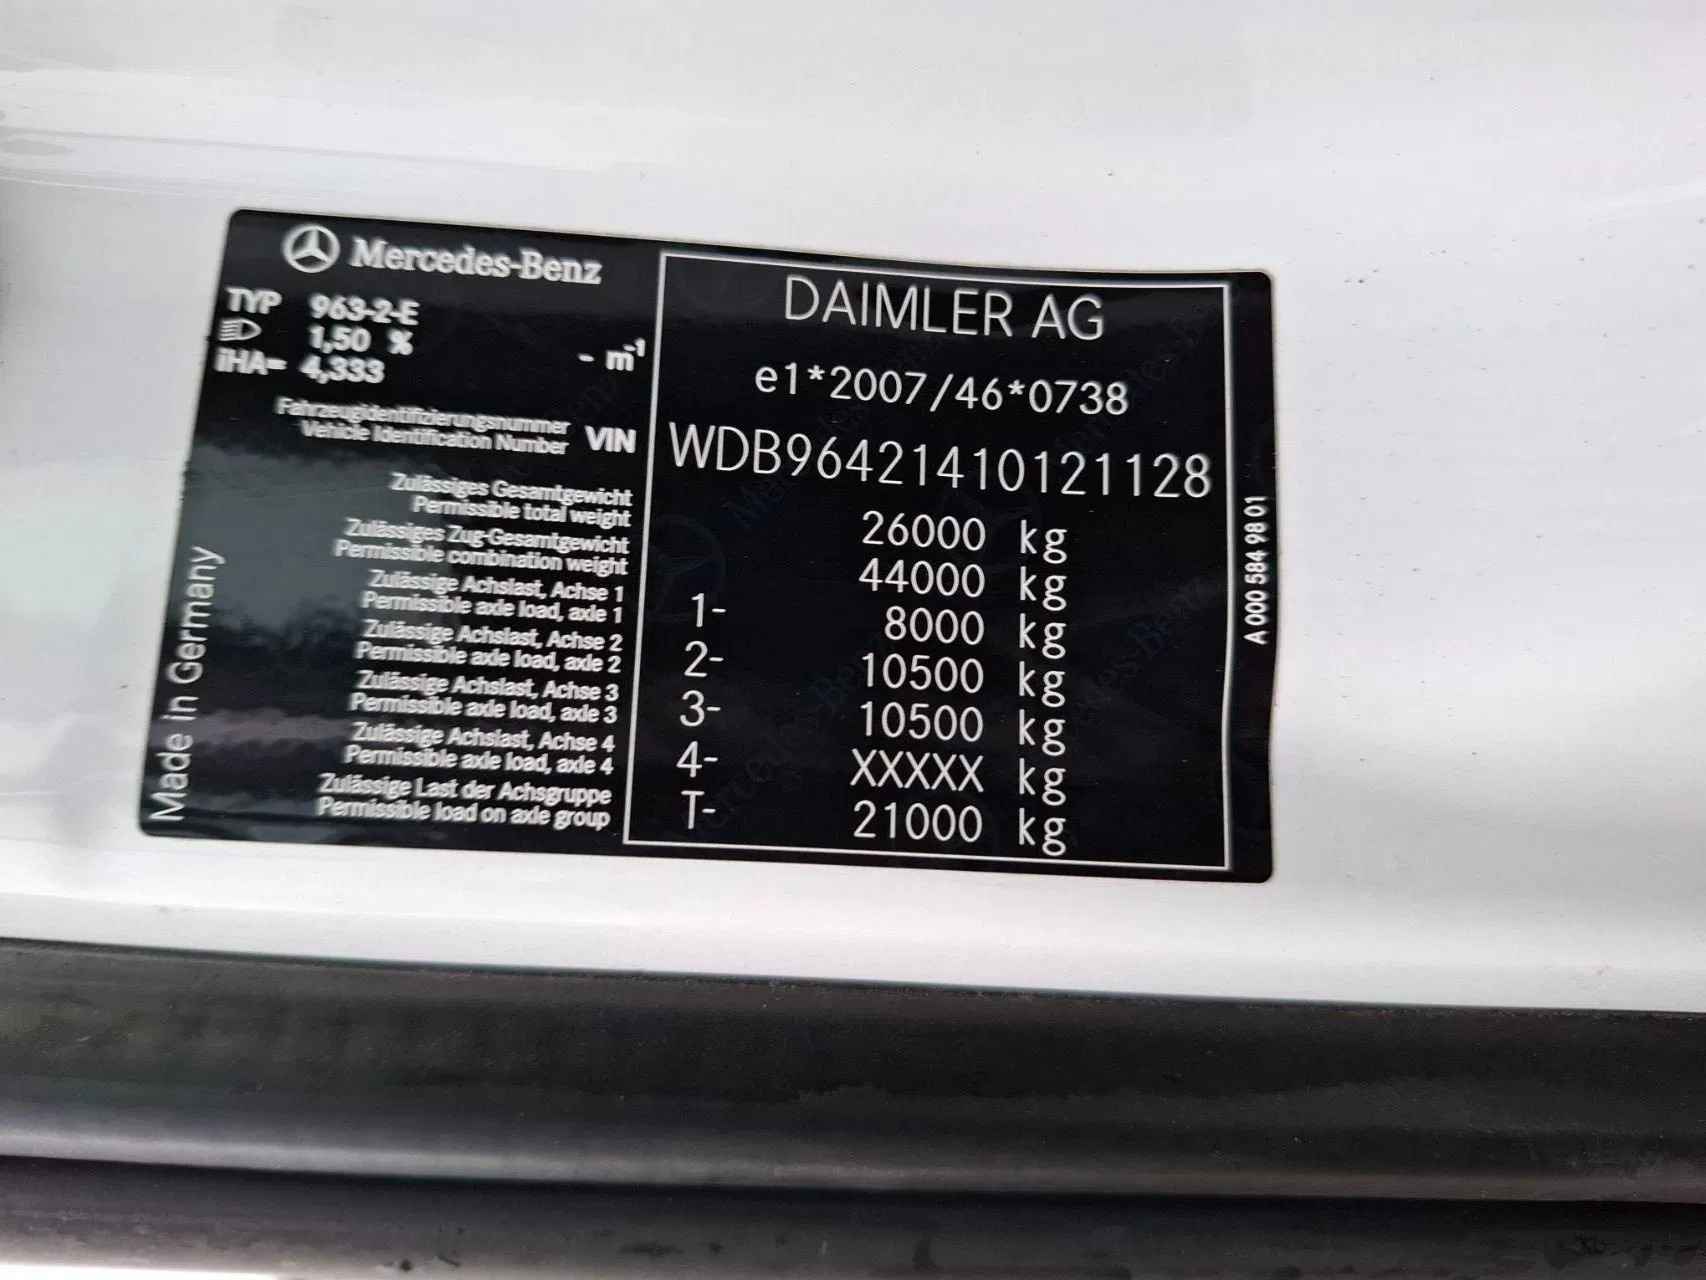 Mercedes-Benz
TYP 963-2-E
1,50 % - m-1
iHA= 4,333
Fahrzeugidentifizierungsnummer
Vehicle Identification Number VIN
Zulässiges Gesamtgewicht
Permissible total weight
Zulässiges Zug-Gesamtgewicht
Permissible combination weight
Zulässige Achslast, Achse 1
Permissible axle load, axle 1
Zulässige Achslast, Achse 2
Permissible axle load, axle 2
Zulässige Achslast, Achse 3
Permissible axle load, axle 3
Zulässige Achslast, Achse 4
Permissible axle load, axle 4
Zulässige Last der Achsgruppe
Permissible load on axle group
Made in Germany
DAIMLER AG
e1*2007/46*0738
WDB96421410121128
26000 kg
44000 kg
1- 8000 kg
2- 10500 kg
3- 10500 kg
4- XXXXX kg
T- 21000 kg
A 000 584 98 01